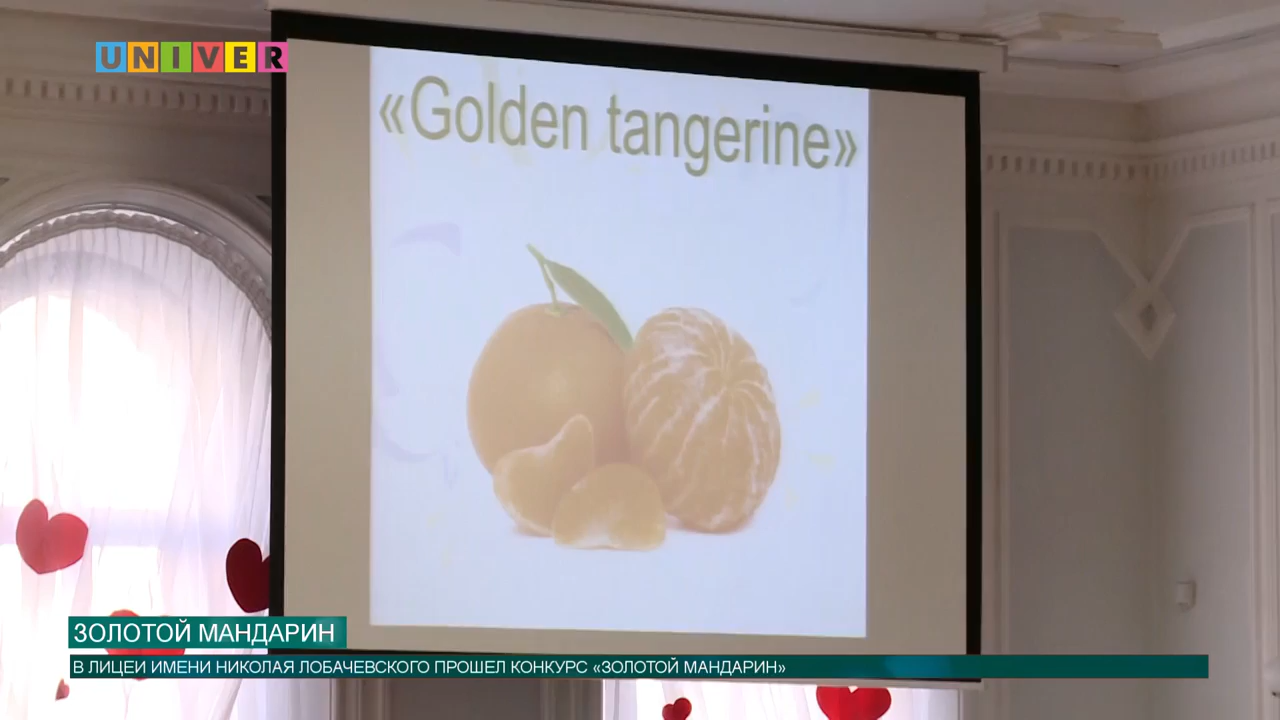 UNIVER
«Golden tangerine»
ЗОЛОТОЙ МАНДАРИН
В ЛИЦЕИ ИМЕНИ НИКОЛАЯ ЛОБАЧЕВСКОГО ПРОШЕЛ КОНКУРС «ЗОЛОТОЙ МАНДАРИН»